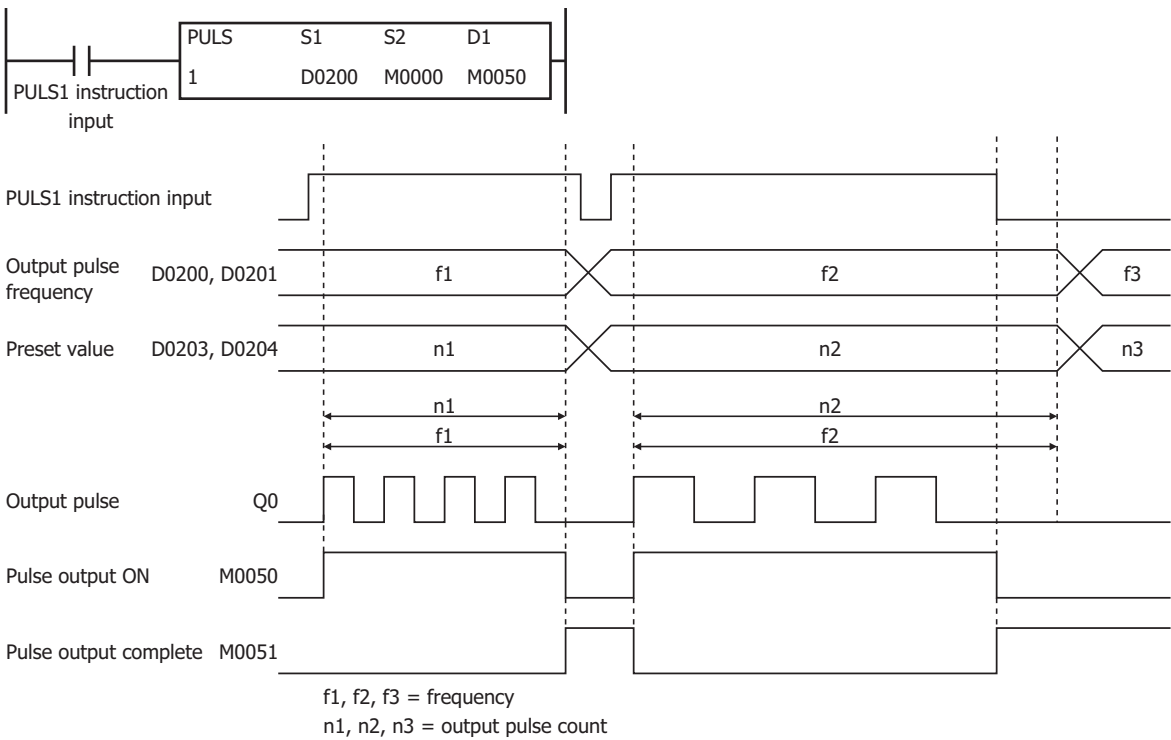 PULS S1 S2 D1
1 D0200 M0000 M0050
PULS1 instruction
input
PULS1 instruction input
Output pulse
frequency
D0200, D0201
f1
f2
f3
Preset value D0203, D0204
n1
n2
n3
n1
n2
f1
f2
Output pulse Q0
Pulse output ON M0050
Pulse output complete M0051
f1, f2, f3 = frequency
n1, n2, n3 = output pulse count